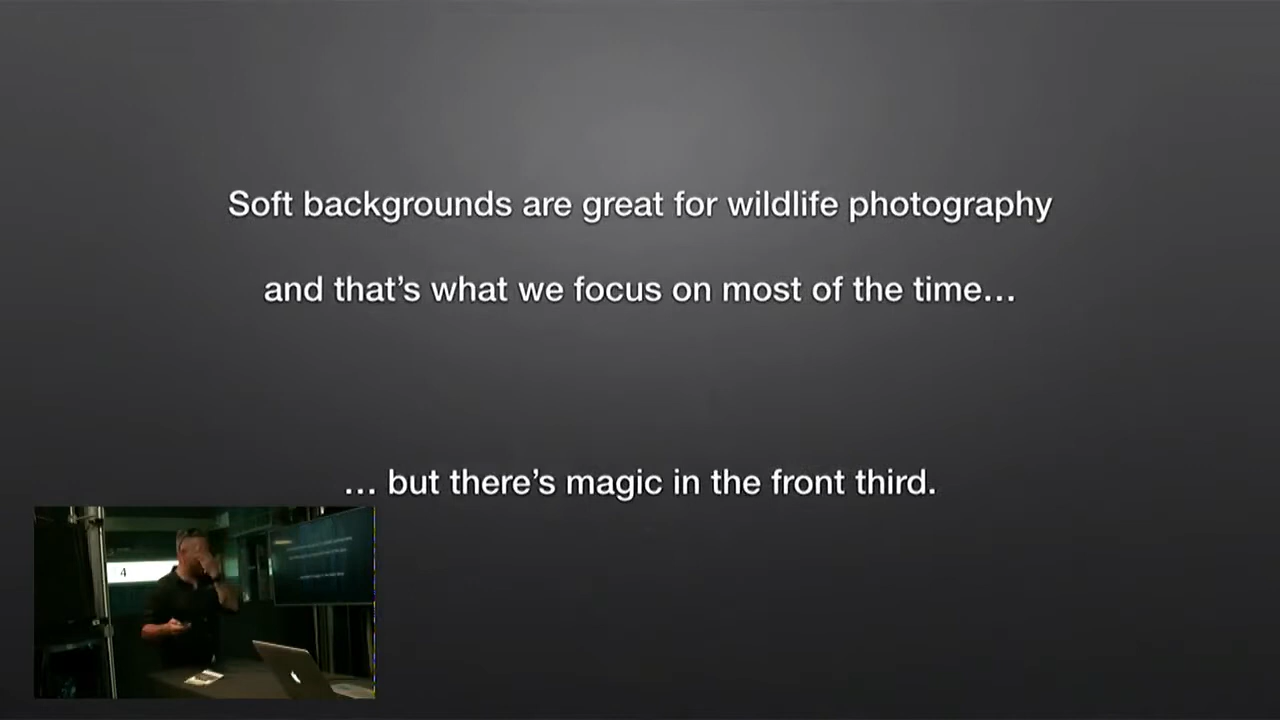 Soft backgrounds are great for wildlife photography
and that’s what we focus on most of the time…
… but there’s magic in the front third.
4